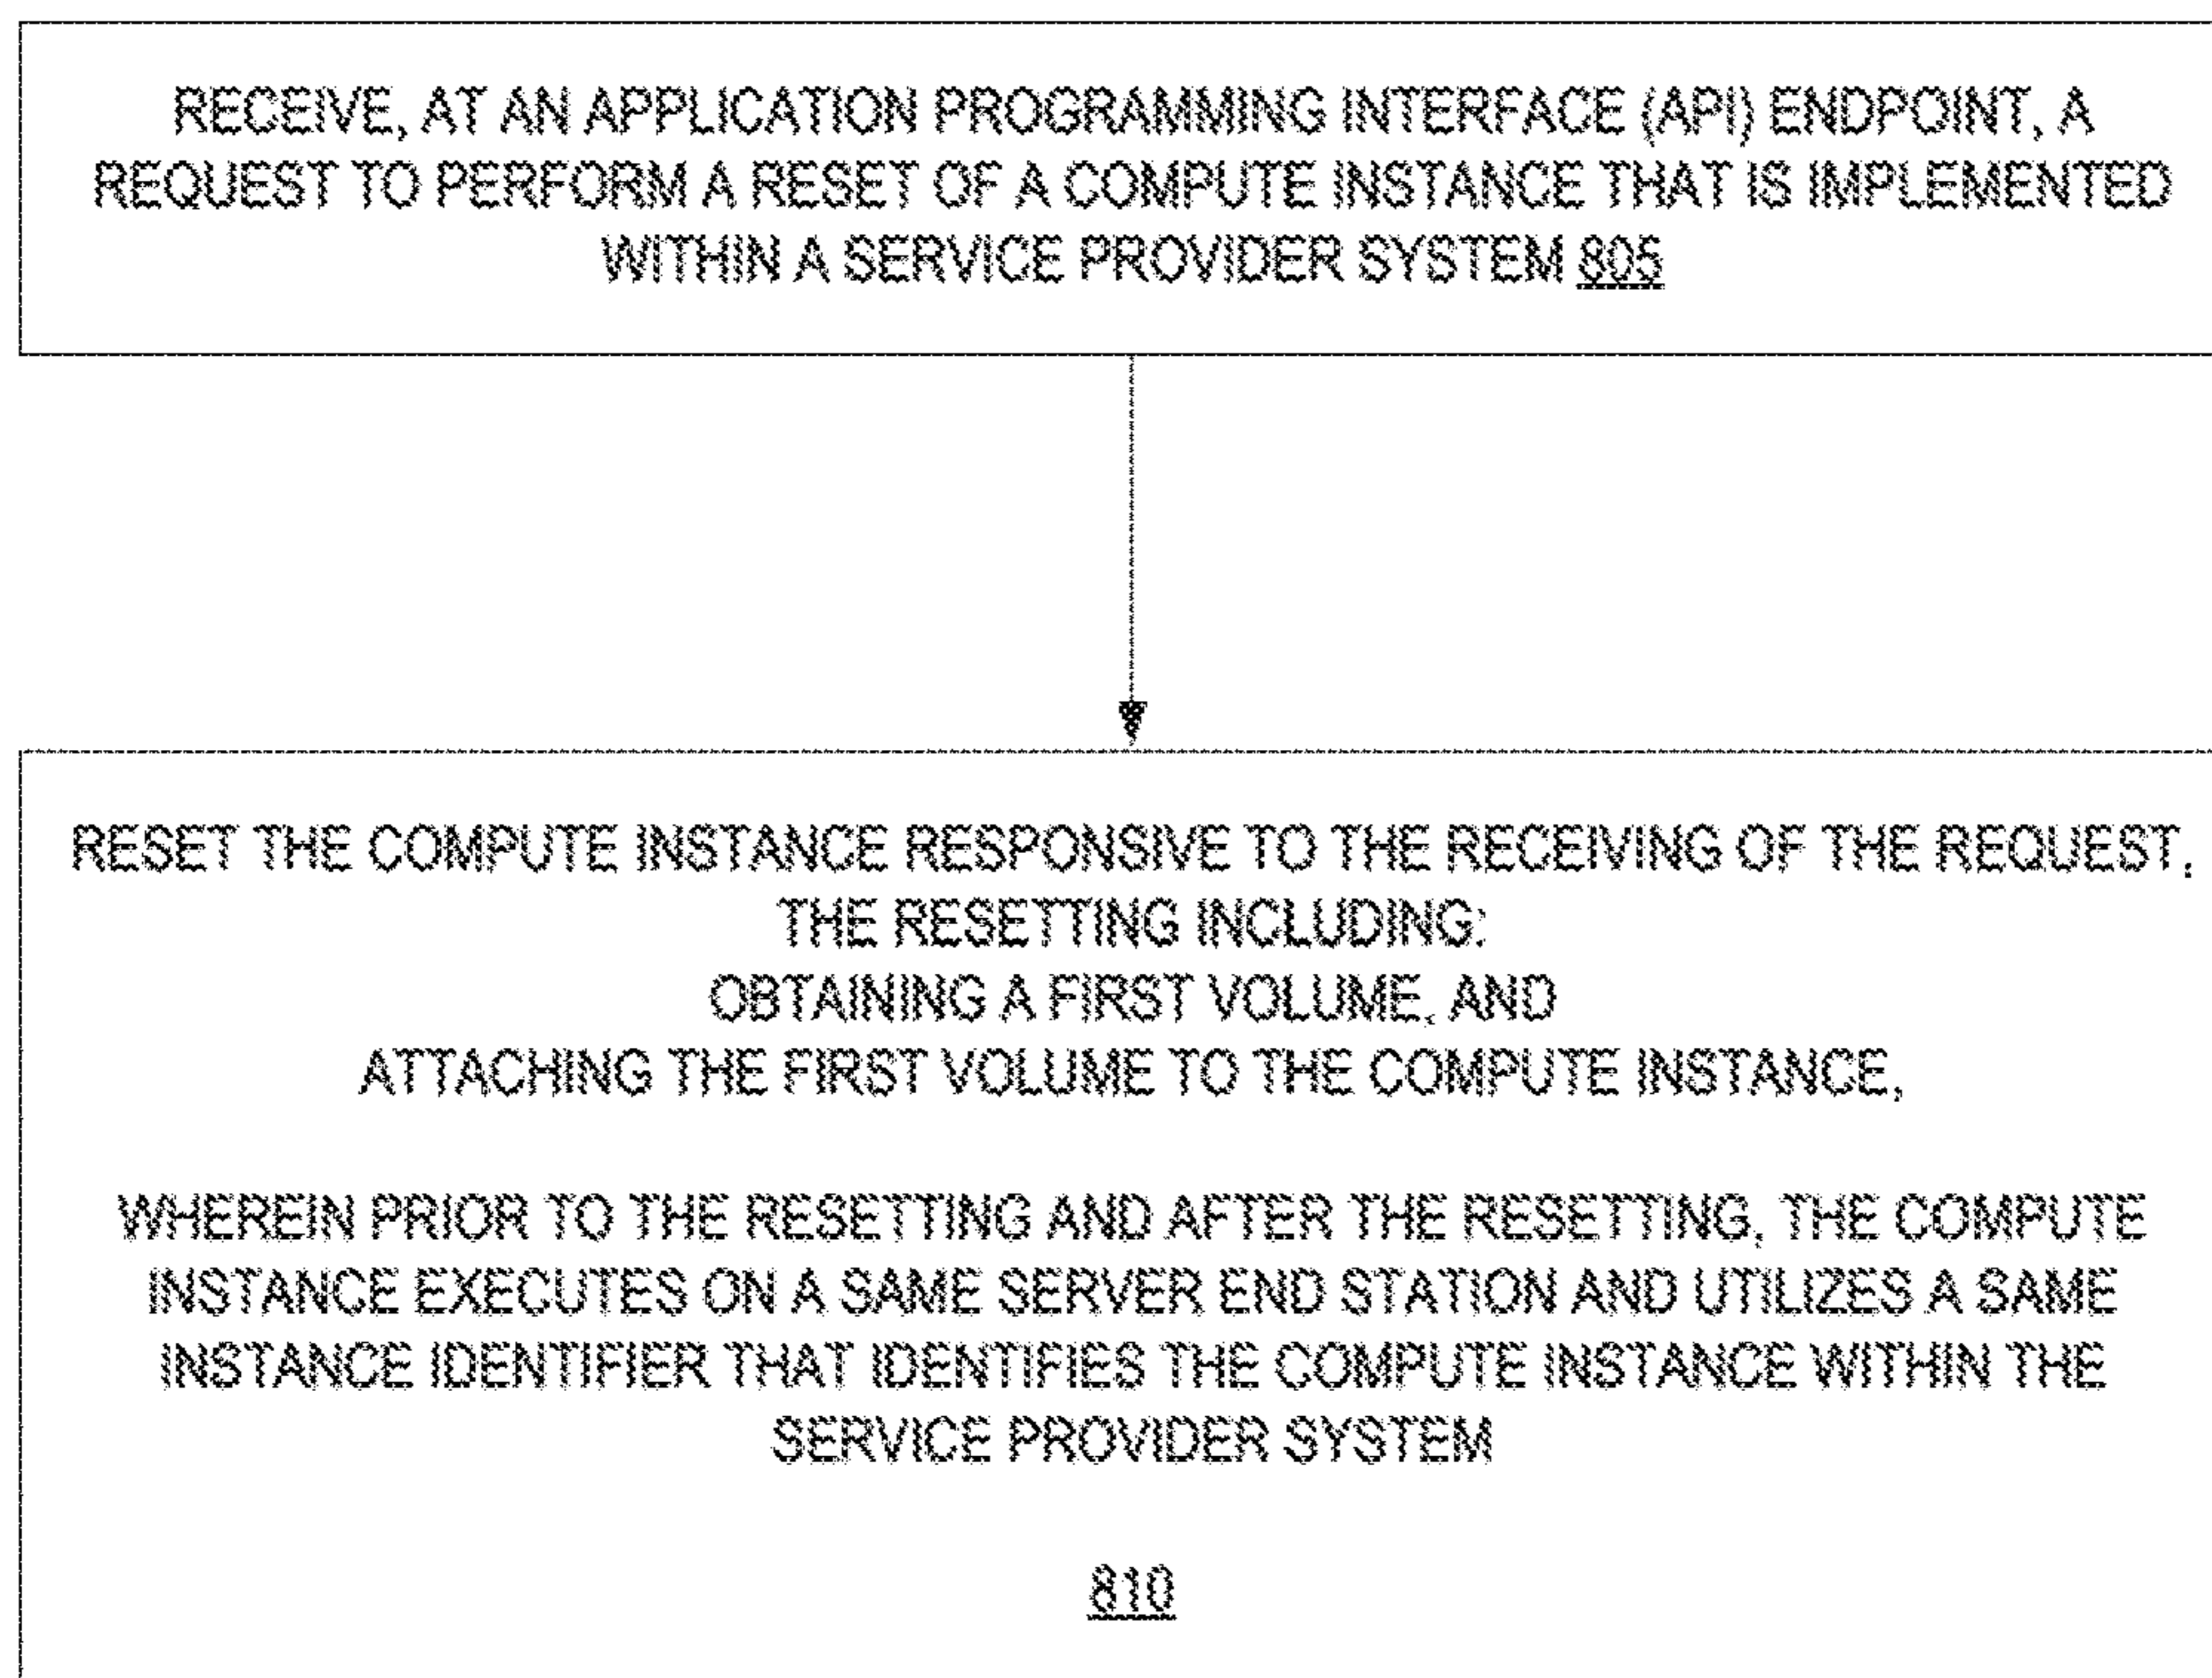 RECEIVE, AT AN APPLICATION PROGRAMMING INTERFACE (API) ENDPOINT, A
REQUEST TO PERFORM A RESET OF A COMPUTE INSTANCE THAT IS IMPLEMENTED
WITHIN A SERVICE PROVIDER SYSTEM 805
RESET THE COMPUTE INSTANCE RESPONSIVE TO THE RECEIVING OF THE REQUEST,
THE RESETTING INCLUDING:
OBTAINING A FIRST VOLUME, AND
ATTACHING THE FIRST VOLUME TO THE COMPUTE INSTANCE,
WHEREIN PRIOR TO THE RESETTING AND AFTER THE RESETTING, THE COMPUTE
INSTANCE EXECUTES ON A SAME SERVER END STATION AND UTILIZES A SAME
INSTANCE IDENTIFIER THAT IDENTIFIES THE COMPUTE INSTANCE WITHIN THE
SERVICE PROVIDER SYSTEM
810